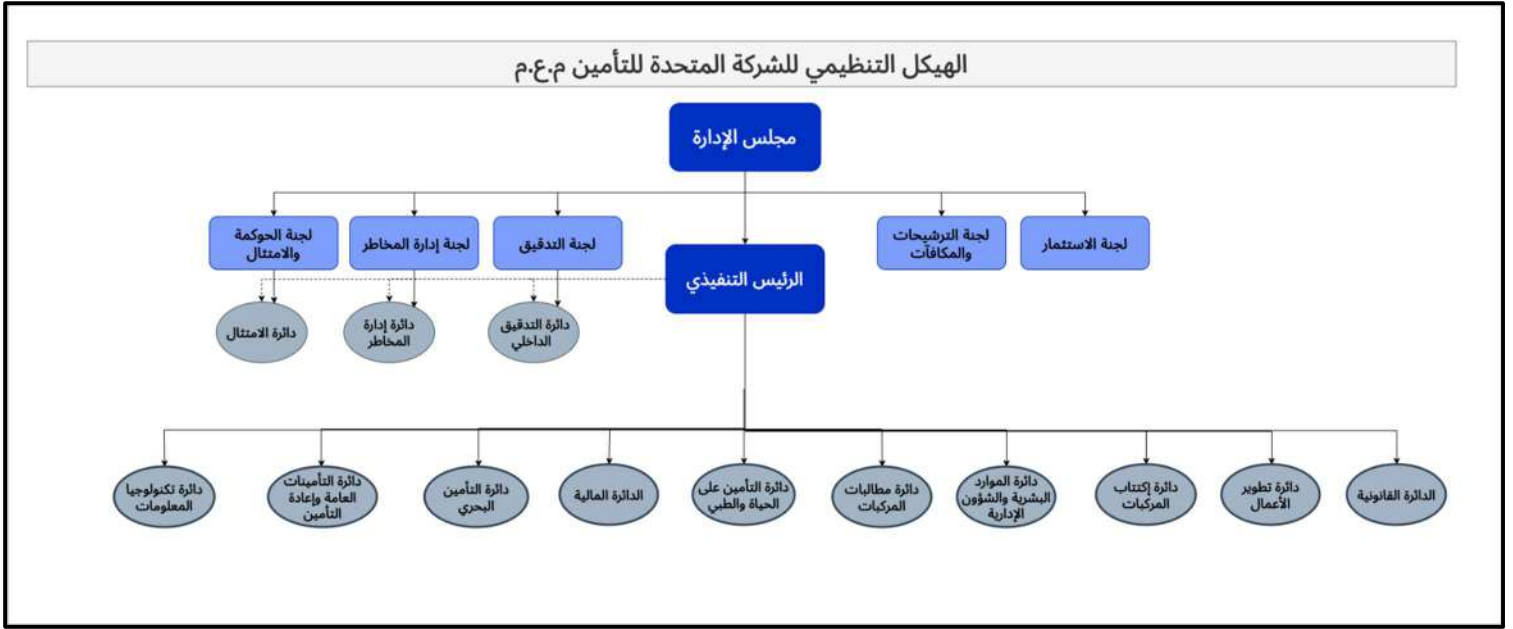 الهيكل التنظيمي للشركة المتحدة للتأمين م.ع.م
مجلس الإدارة
لجنة الاستثمار
لجنة الترشيحات
والمكافآت
لجنة التدقيق
لجنة إدارة المخاطر
لجنة الحوكمة
والامتثال
الرئيس التنفيذي
دائرة التدقيق
الداخلي
دائرة إدارة
المخاطر
دائرة الامتثال
الدائرة القانونية
دائرة تطوير
الأعمال
دائرة إكتتاب
المركبات
دائرة الموارد
البشرية والشؤون
الإدارية
دائرة مطالبات
المركبات
دائرة التأمين على
الحياة والطبي
الدائرة المالية
دائرة التأمين
البحري
دائرة التأمينات
العامة وإعادة
التأمين
دائرة تكنولوجيا
المعلومات